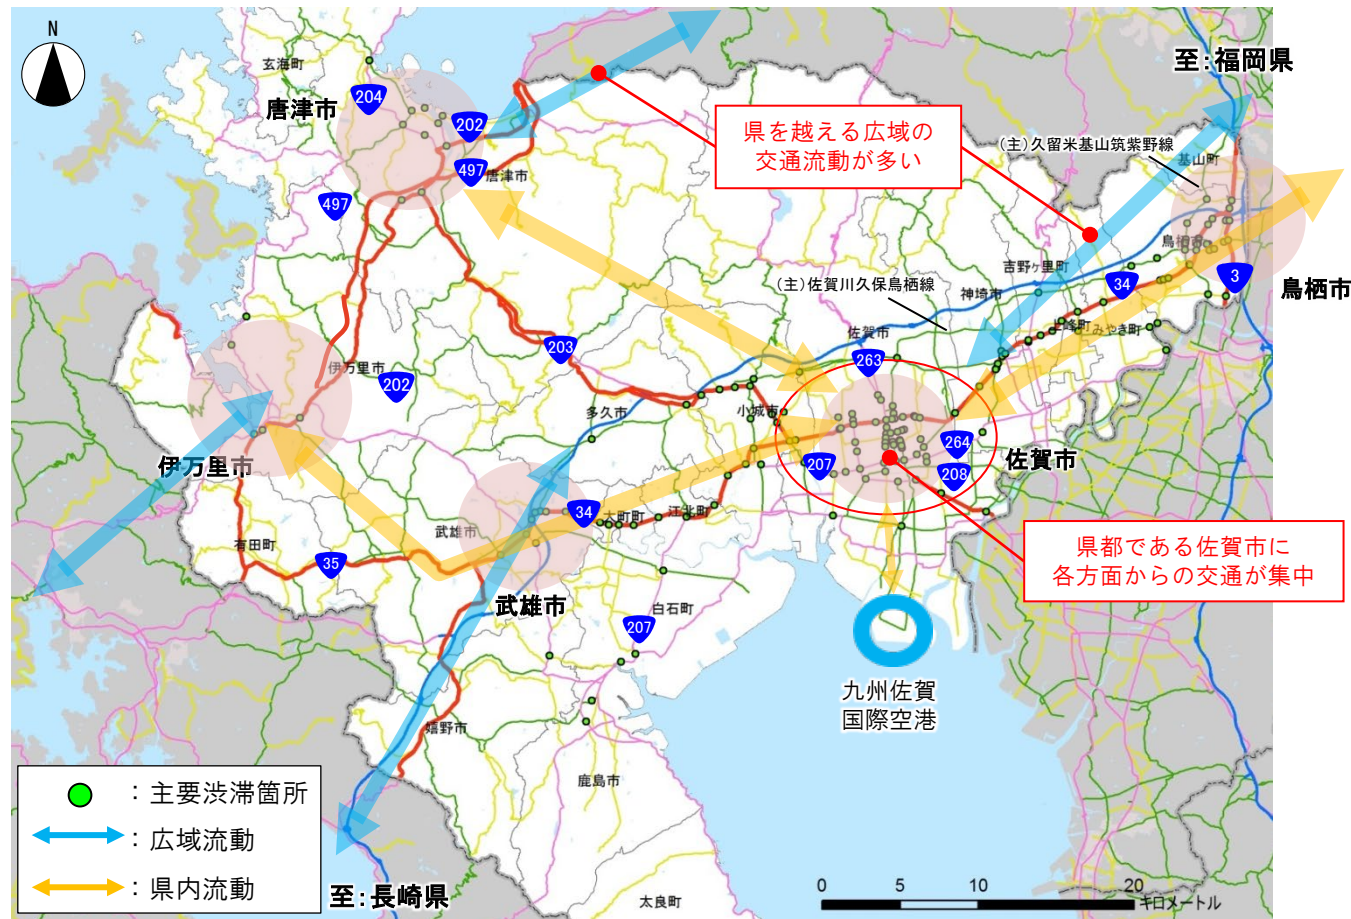 N
玄海町
唐津市
204
202
497
唐津市
497
県を越える広域の
交通流動が多い
至:福岡県
(主)久留米基山筑紫野線
基山町
鳥栖市
3
鳥栖市
吉野ヶ里町
34
神埼市
(主)佐賀川久保鳥栖線
上峰町
みやき町
佐賀市
263
203
伊万里市
202
多久市
小城市
伊万里市
207
264
208
佐賀市
武雄市
34
大町町
江北町
有田町
35
県都である佐賀市に
各方面からの交通が集中
武雄市
白石町
207
九州佐賀
国際空港
嬉野市
鹿島市
:主要渋滞箇所
:広域流動
:県内流動
至:長崎県
太良町
0 5 10 20
キロメートル